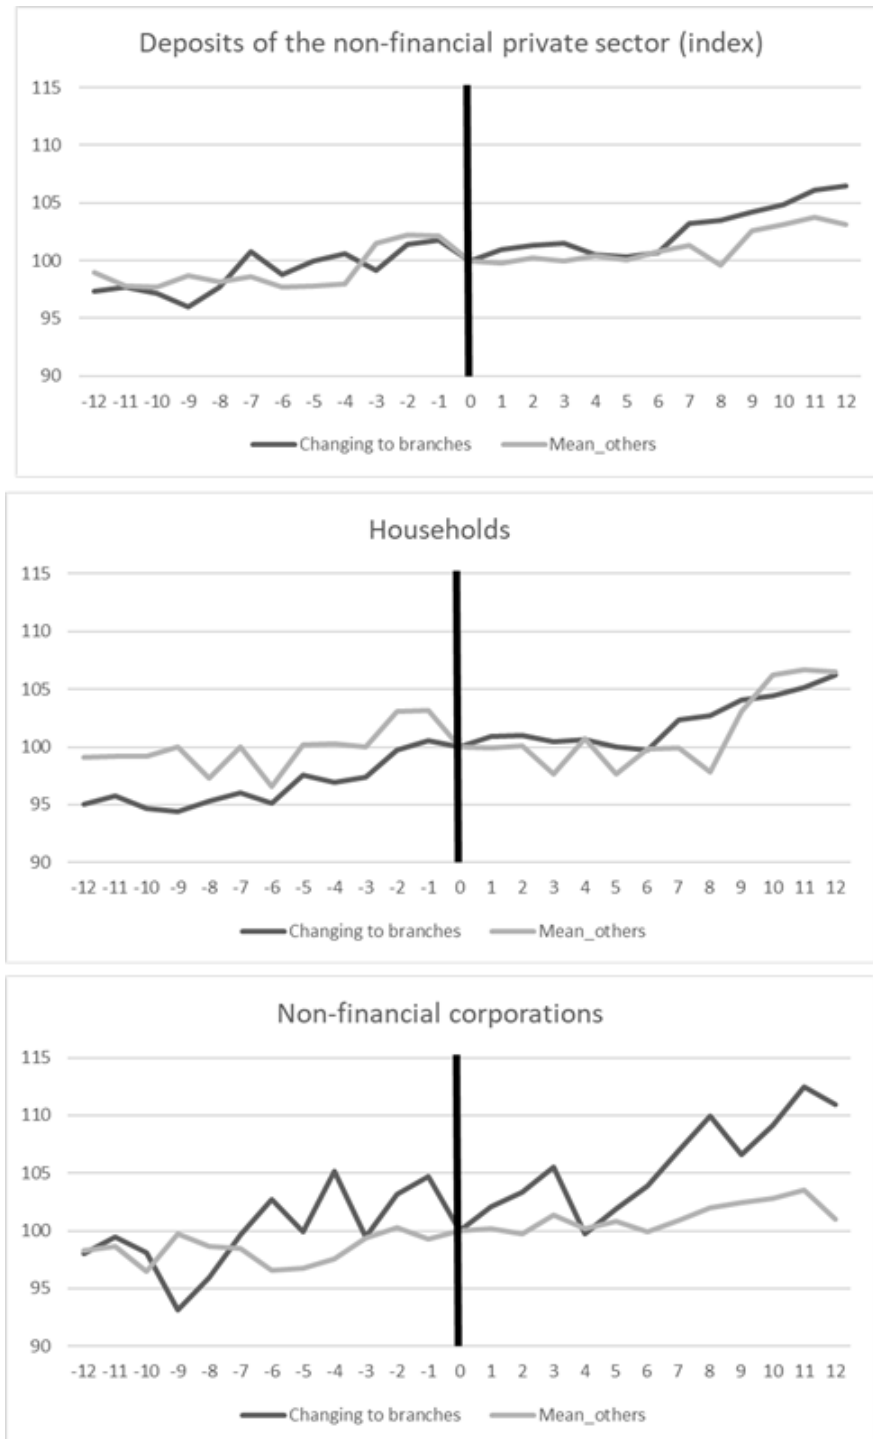 Deposits of the non-financial private sector (index)
115
110
105
100
95
90
-12 -11 -10 -9 -8 -7 -6 -5 -4 -3 -2 -1 0 1 2 3 4 5 6 7 8 9 10 11 12
Changing to branches Mean_others
Households
115
110
105
100
95
90
-12 -11 -10 -9 -8 -7 -6 -5 -4 -3 -2 -1 0 1 2 3 4 5 6 7 8 9 10 11 12
Changing to branches Mean_others
Non-financial corporations
115
110
105
100
95
90
-12 -11 -10 -9 -8 -7 -6 -5 -4 -3 -2 -1 0 1 2 3 4 5 6 7 8 9 10 11 12
Changing to branches Mean_others